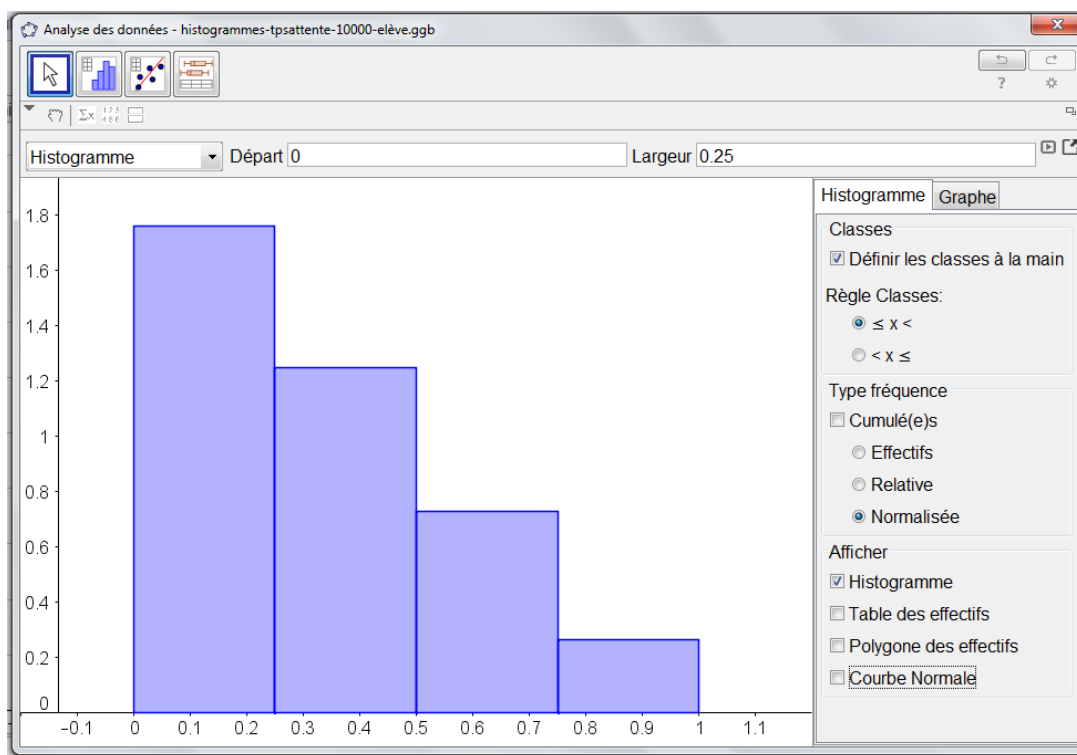 Analyse des données - histogrammes-tpsattente-10000-elève.ggb
Histogramme Départ 0 Largeur 0.25
Histogramme Graphe
Classes
Définir les classes à la main
Règle Classes:
≤ x <
< x ≤
Type fréquence
Cumulé(e)s
Effectifs
Relative
Normalisée
Afficher
Histogramme
Table des effectifs
Polygone des effectifs
Courbe Normale
1.8
1.6
1.4
1.2
1
0.8
0.6
0.4
0.2
0
-0.1 0 0.1 0.2 0.3 0.4 0.5 0.6 0.7 0.8 0.9 1 1.1